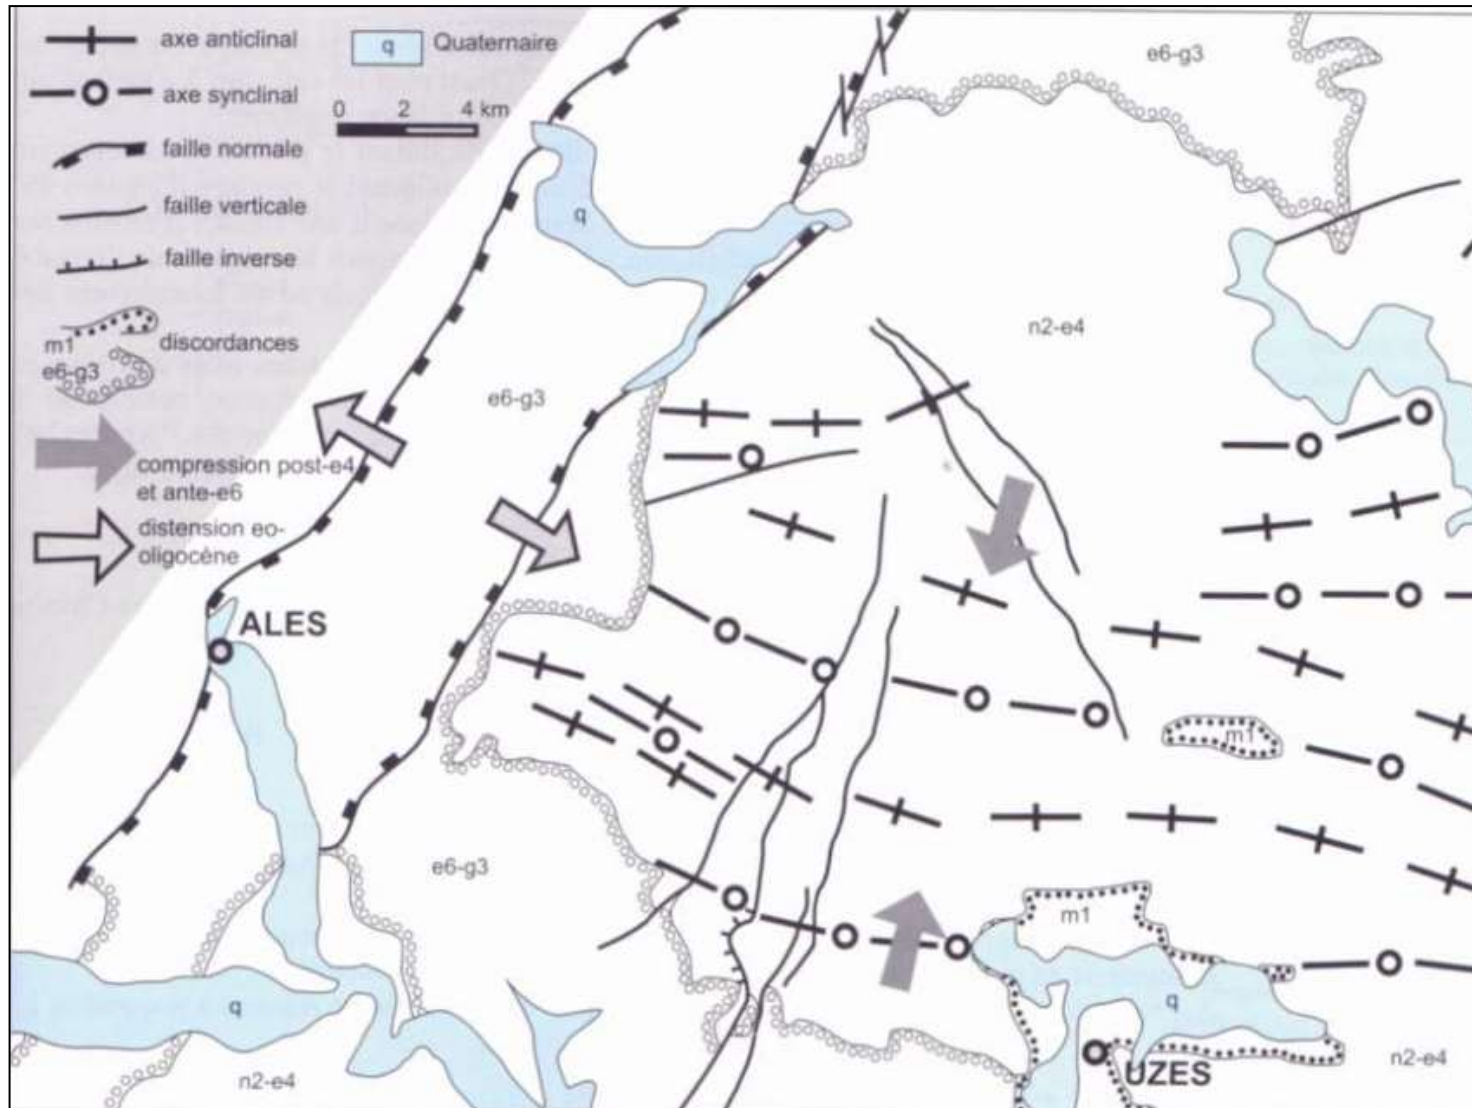 axe anticlinal
q Quaternaire
axe synclinal
0 2 4 km
faille normale
faille verticale
faille inverse
m1 discordances
e6-g3
compression post-e4
et ante-e6
distension eo-
oligocène
e6-g3
q
n2-e4
e6-g3
ALES
m1
e6-g3
m1
q
q
UZES
n2-e4
n2-e4